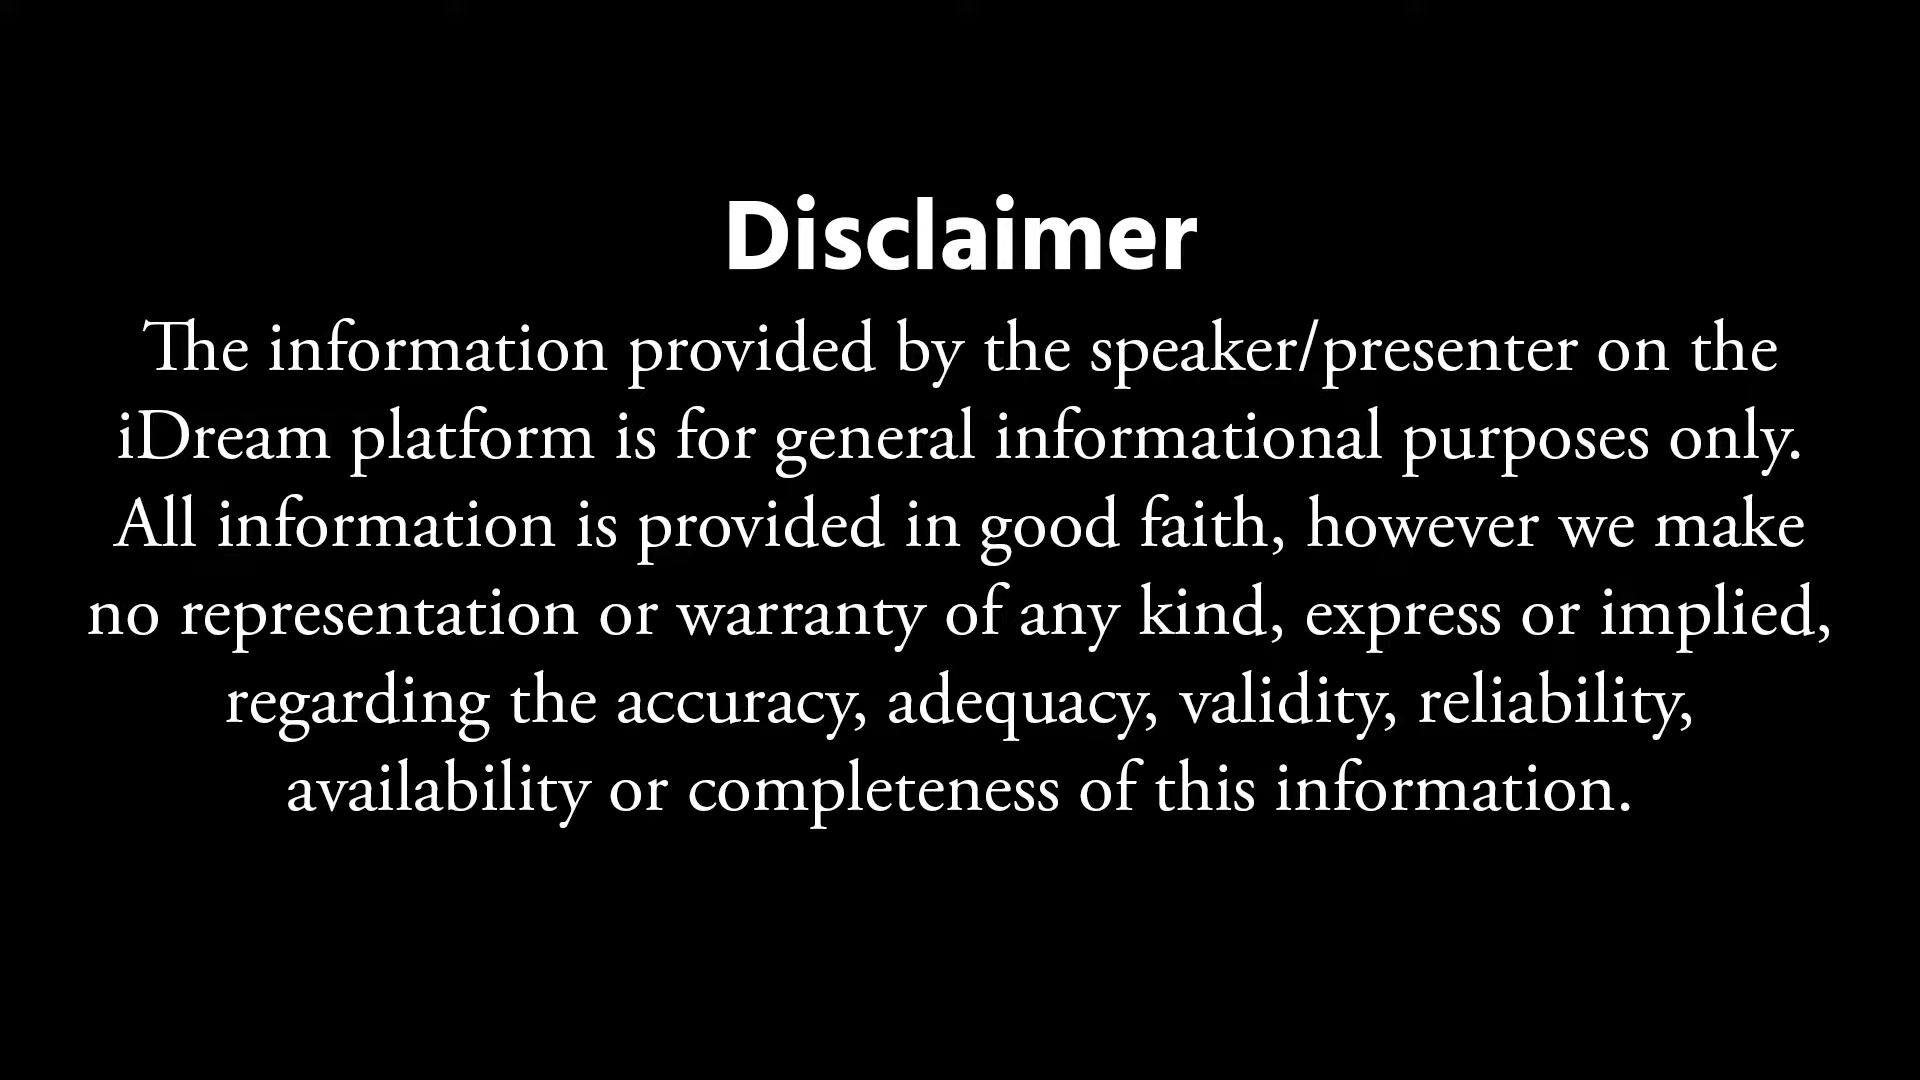 Disclaimer
The information provided by the speaker/presenter on the
iDream platform is for general informational purposes only.
All information is provided in good faith, however we make
no representation or warranty of any kind, express or implied,
regarding the accuracy, adequacy, validity, reliability,
availability or completeness of this information.